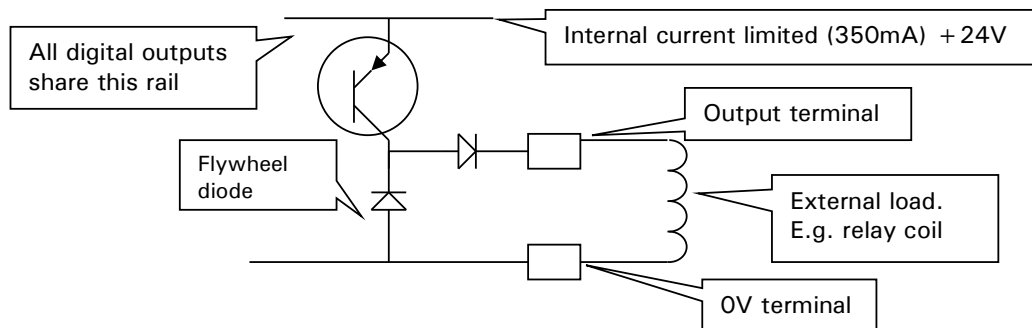 All digital outputs
share this rail
Internal current limited (350mA) +24V
Output terminal
Flywheel
diode
External load.
E.g. relay coil
0V terminal